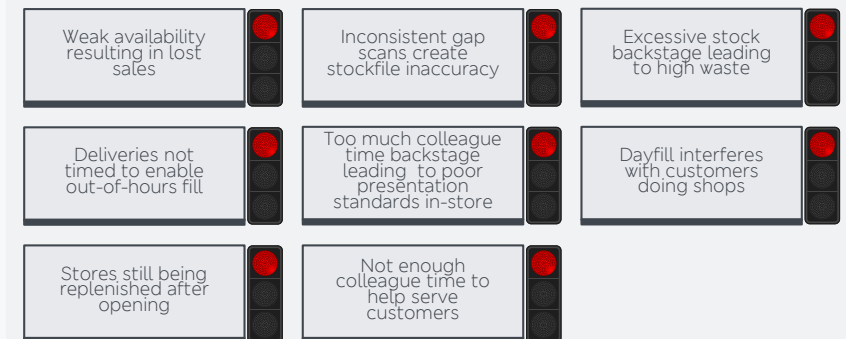 Weak availability
resulting in lost
sales
Inconsistent gap
scans create
stockfile inaccuracy
Excessive stock
backstage leading
to high waste
Deliveries not
timed to enable
out-of-hours fill
Too much colleague
time backstage
leading to poor
presentation
standards in-store
Dayfill interferes
with customers
doing shops
Stores still being
replenished after
opening
Not enough
colleague time to
help serve
customers